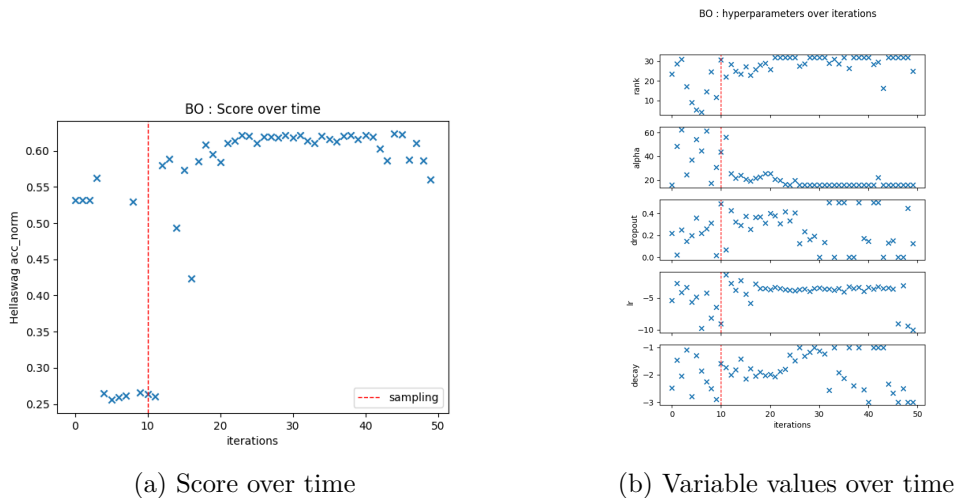 BO : Score over time
Hellaswag acc_norm
0.60
0.55
0.50
0.45
0.40
0.35
0.30
0.25
0
10
20
30
40
50
iterations
sampling
(a) Score over time
BO : hyperparameters over iterations
rank
30
20
10
alpha
60
40
20
dropout
0.4
0.2
0.0
lr
−5
−10
decay
−1
−2
−3
0
10
20
30
40
50
iterations
(b) Variable values over time